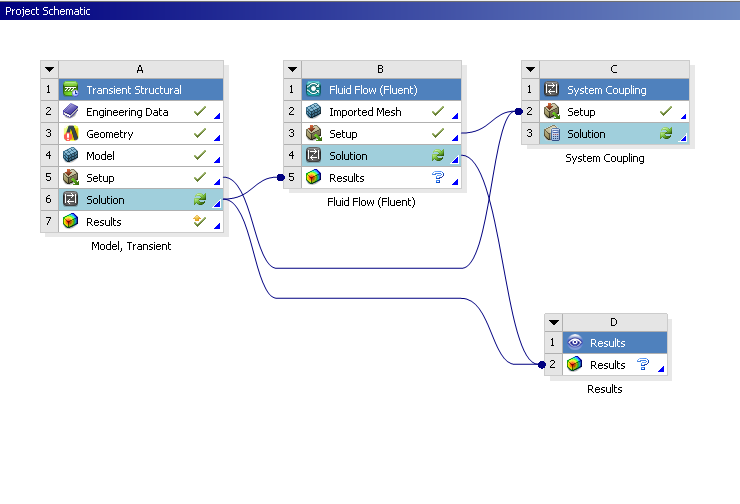 Project Schematic
A
1 Transient Structural
2 Engineering Data
3 Geometry
4 Model
5 Setup
6 Solution
7 Results
Model, Transient
B
1 Fluid Flow (Fluent)
2 Imported Mesh
3 Setup
4 Solution
5 Results
Fluid Flow (Fluent)
C
1 System Coupling
2 Setup
3 Solution
System Coupling
D
1 Results
2 Results
Results